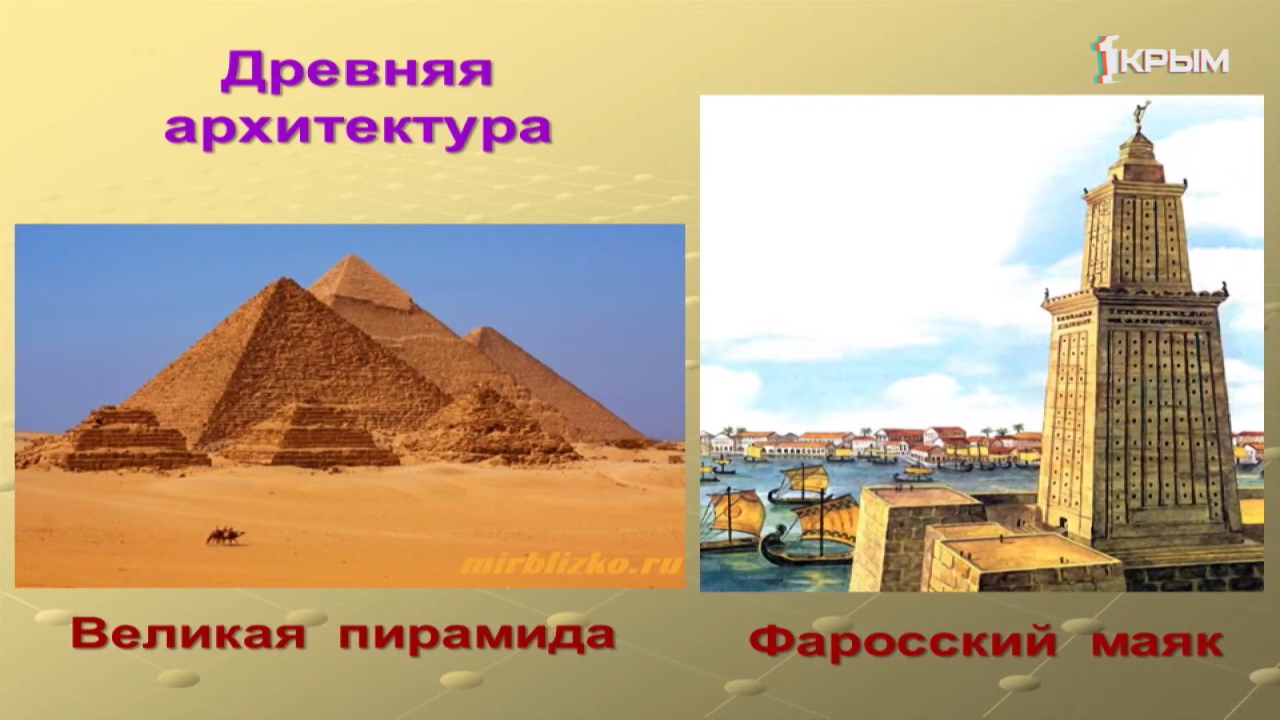 Древняя
архитектура
1КРЫМ
mirblizko.ru
Великая пирамида
Фаросский маяк